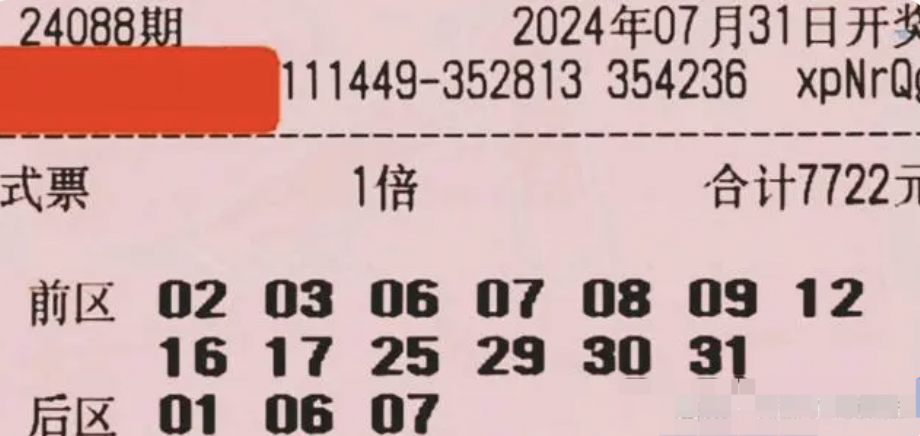 24088期 2024年07月31日开奖
111449-352813 354236 xpNrQg
式票 1倍 合计7722元
前区 02 03 06 07 08 09 12
16 17 25 29 30 31
后区 01 06 07